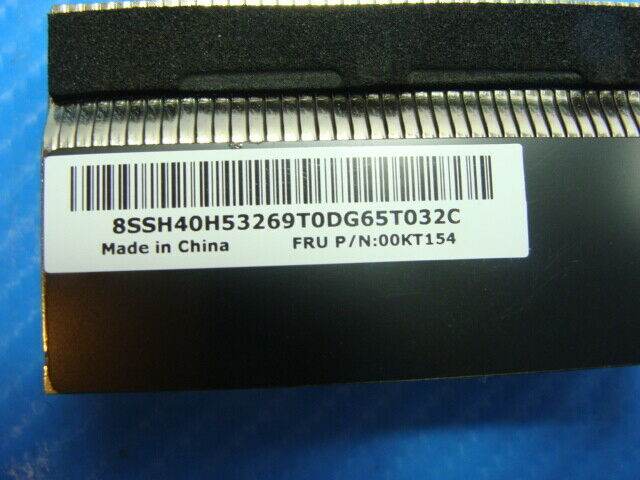 8SSH40H53269T0DG65T032C
Made in China FRU P/N:00KT154